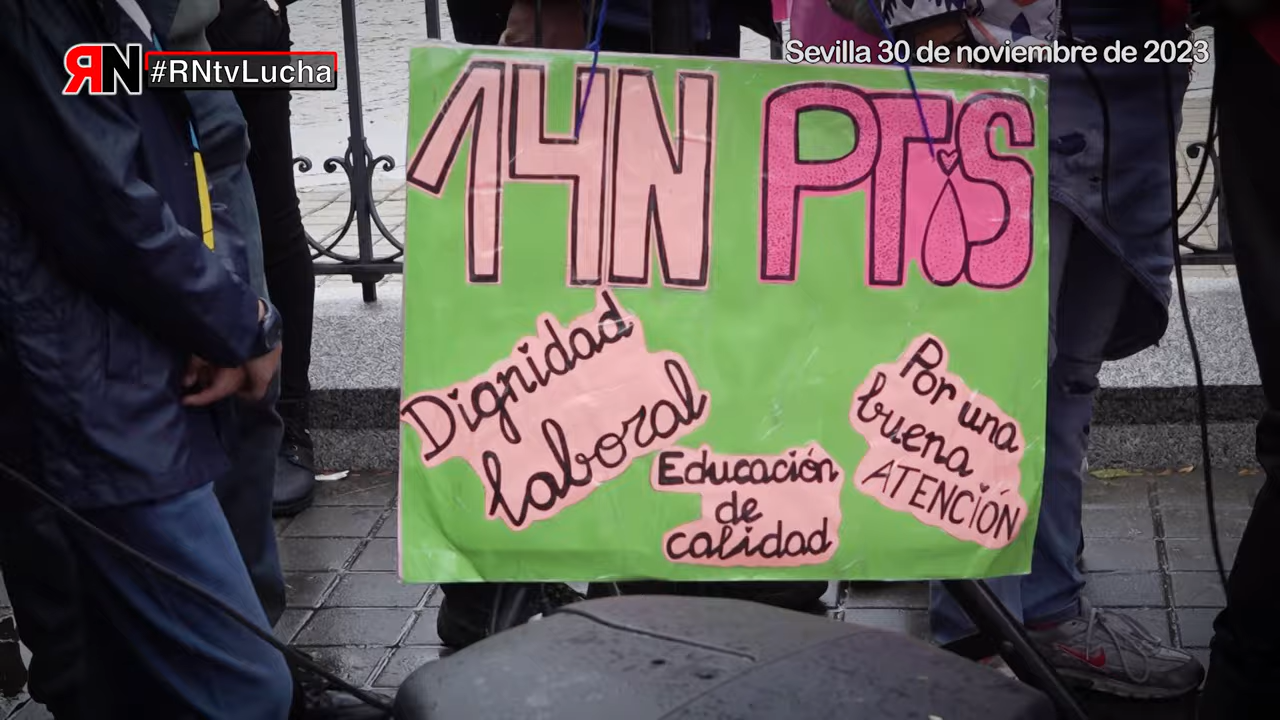 RN #RNtvLucha
Sevilla 30 de noviembre de 2023
14N PTIS
Dignidad
laboral
Educación
de
calidad
Por una
buena
ATENCIÓN